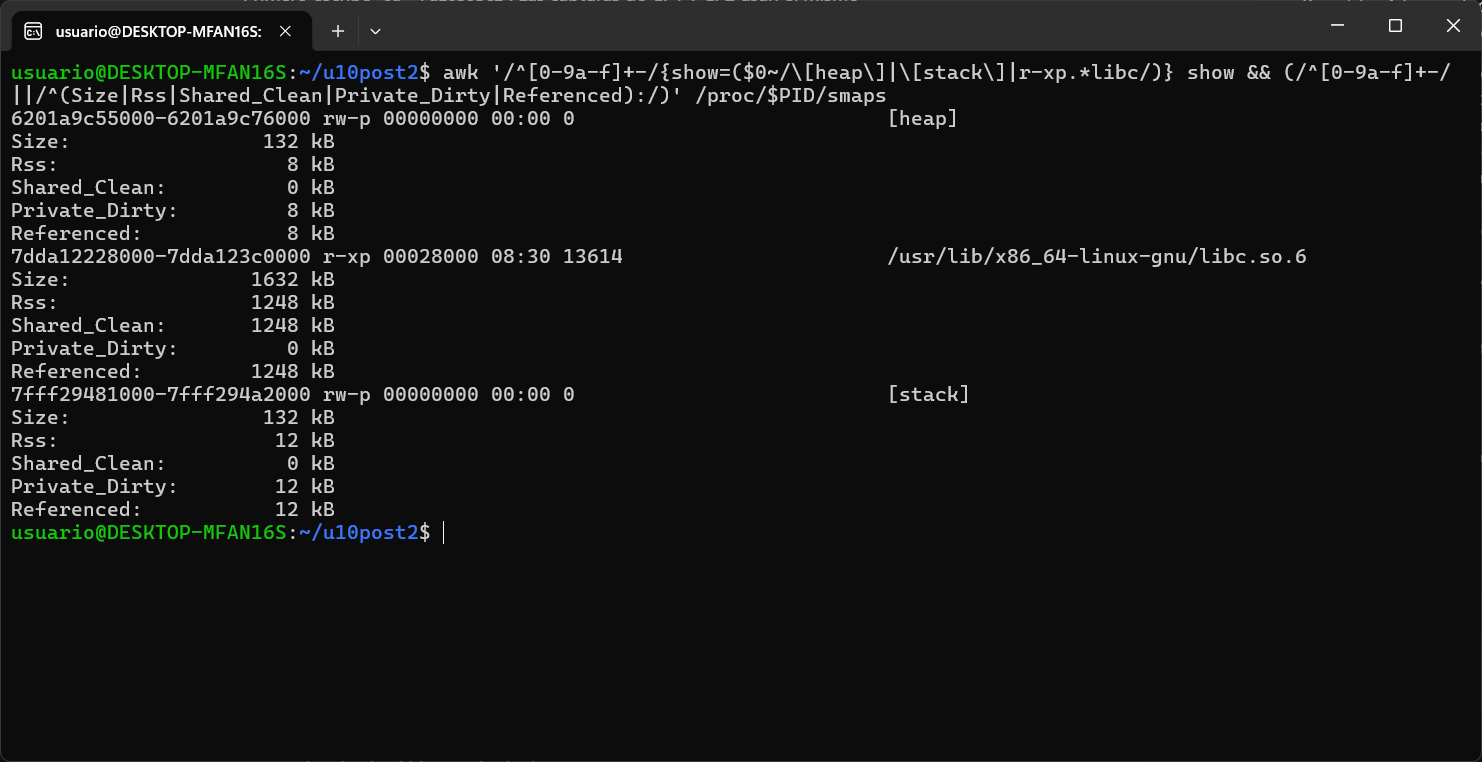 usuario@DESKTOP-MFAN16S:
usuario@DESKTOP-MFAN16S:~/u10post2$ awk '/^[0-9a-f]+-/{show=($0~/\[heap\]|\[stack\]|r-xp.*libc/)} show && (/^[0-9a-f]+-/
||/^(Size|Rss|Shared_Clean|Private_Dirty|Referenced):/)' /proc/$PID/smaps
6201a9c55000-6201a9c76000 rw-p 00000000 00:00 0                          [heap]
Size:                132 kB
Rss:                   8 kB
Shared_Clean:          0 kB
Private_Dirty:         8 kB
Referenced:            8 kB
7dda12228000-7dda123c0000 r-xp 00028000 08:30 13614                      /usr/lib/x86_64-linux-gnu/libc.so.6
Size:               1632 kB
Rss:                1248 kB
Shared_Clean:       1248 kB
Private_Dirty:         0 kB
Referenced:         1248 kB
7fff29481000-7fff294a2000 rw-p 00000000 00:00 0                          [stack]
Size:                132 kB
Rss:                  12 kB
Shared_Clean:          0 kB
Private_Dirty:        12 kB
Referenced:           12 kB
usuario@DESKTOP-MFAN16S:~/u10post2$